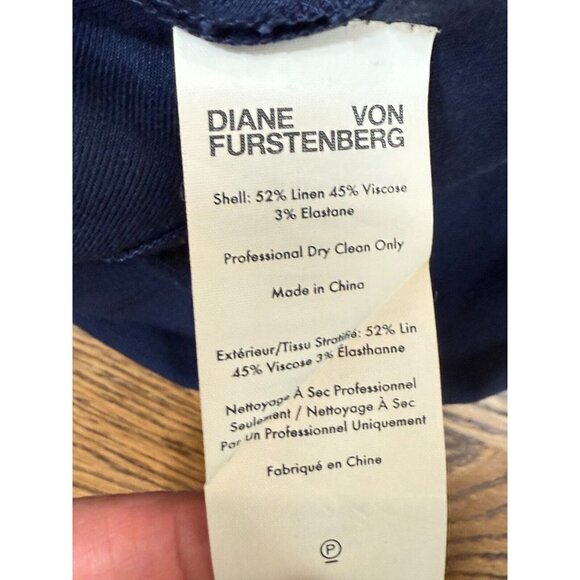 DIANE VON
FURSTENBERG
Shell: 52% Linen 45% Viscose
3% Elastane
Professional Dry Clean Only
Made in China
Extérieur/Tissu Stratifié: 52% Lin
45% Viscose 3% Élasthanne
Nettoyage À Sec Professionnel
Seulement / Nettoyage À Sec
Par un Professionnel Uniquement
Fabriqué en Chine
P